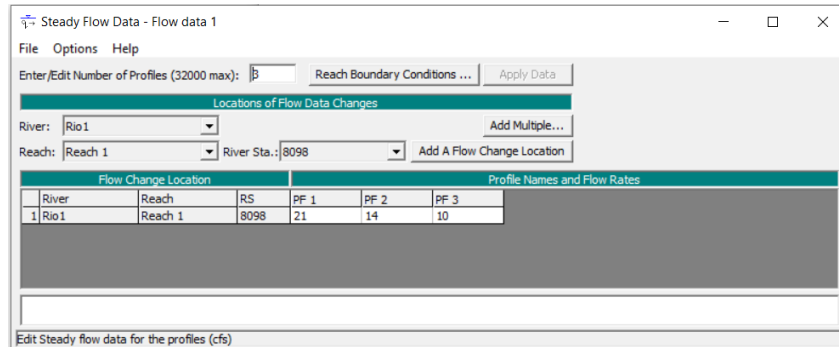 Steady Flow Data - Flow data 1
File Options Help
Enter/Edit Number of Profiles (32000 max): 3 Reach Boundary Conditions ... Apply Data
Locations of Flow Data Changes
River: Rio1 Add Multiple...
Reach: Reach 1 River Sta.: 8098 Add A Flow Change Location
Flow Change Location Profile Names and Flow Rates
River Reach RS PF 1 PF 2 PF 3
1 Rio1 Reach 1 8098 21 14 10
Edit Steady flow data for the profiles (cfs)